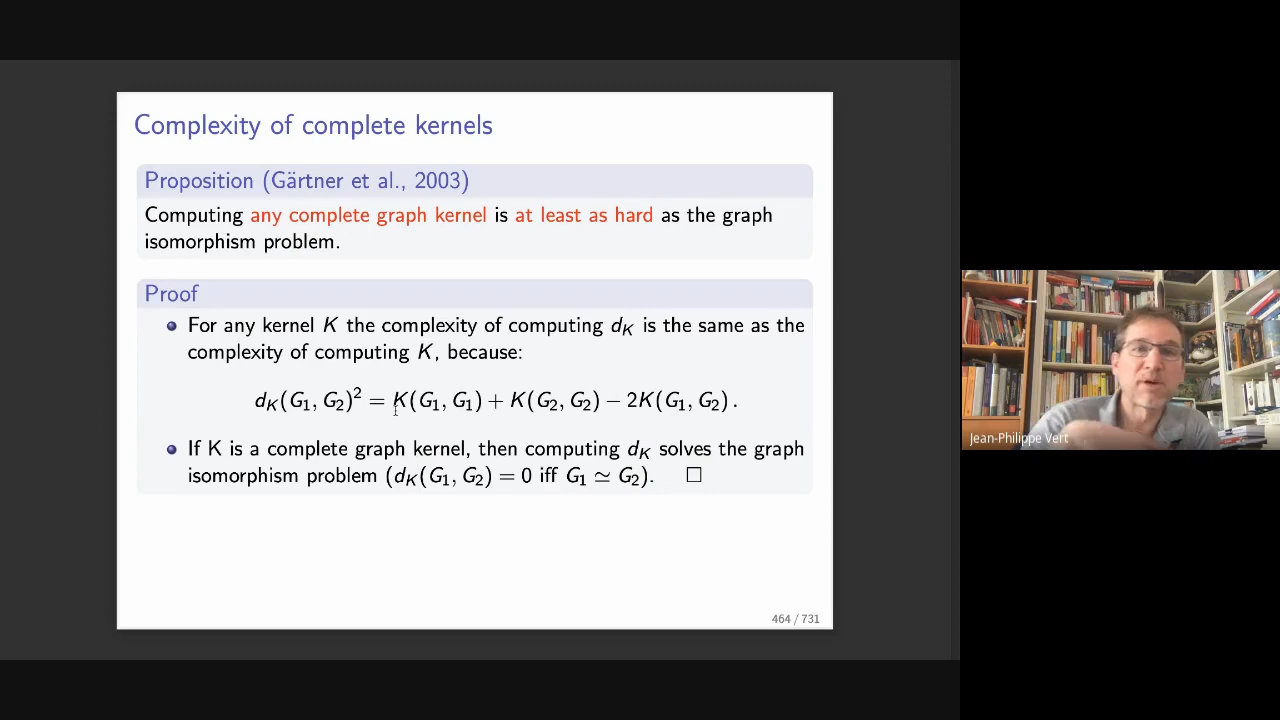 Complexity of complete kernels
Proposition (Gärtner et al., 2003)
Computing any complete graph kernel is at least as hard as the graph
isomorphism problem.
Proof
For any kernel K the complexity of computing d_K is the same as the
complexity of computing K, because:
d_K(G_1, G_2)^2 = K(G_1, G_1) + K(G_2, G_2) − 2K(G_1, G_2) .
If K is a complete graph kernel, then computing d_K solves the graph
isomorphism problem (d_K(G_1, G_2) = 0 iff G_1 ≃ G_2). □
464 / 731
Jean-Philippe Vert